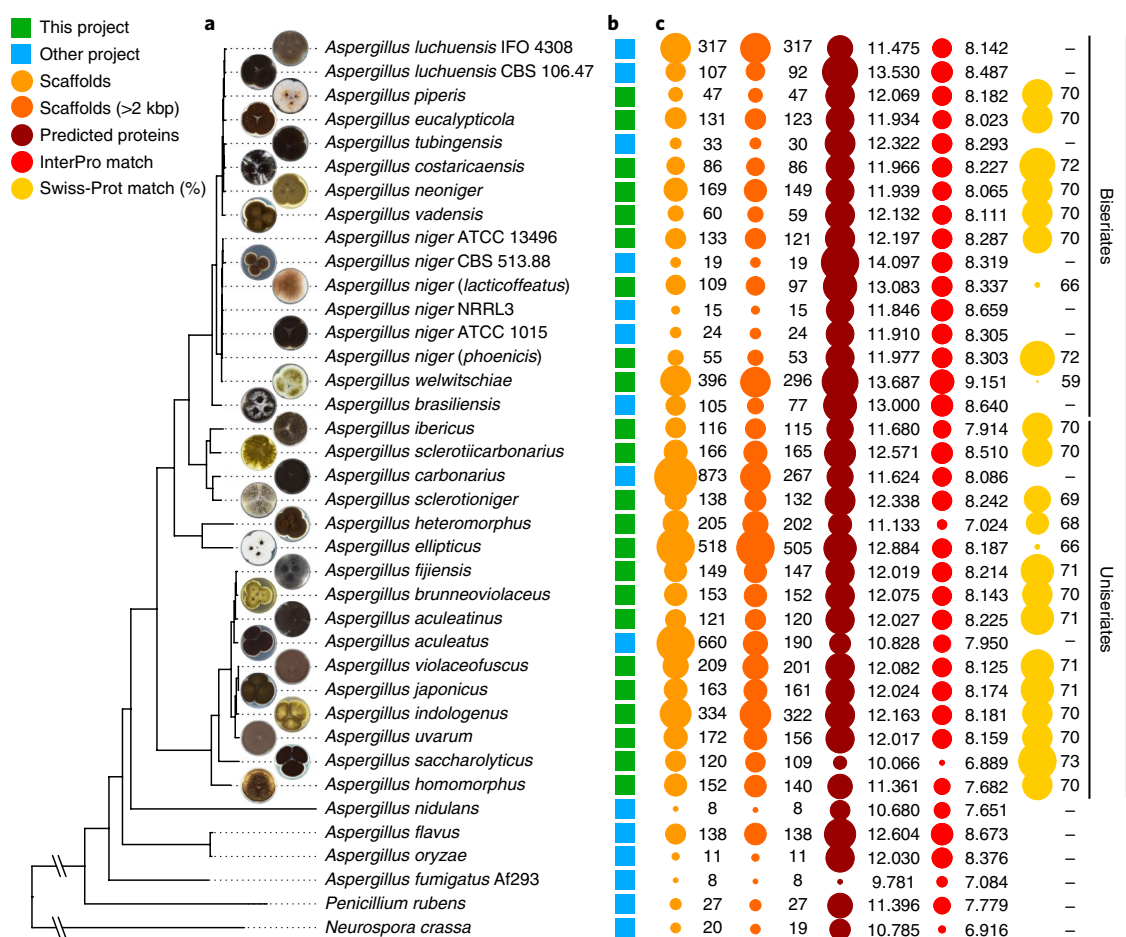 This project
Other project
Scaffolds
Scaffolds (>2 kbp)
Predicted proteins
InterPro match
Swiss-Prot match (%)
a b c
Aspergillus luchuensis IFO 4308 317 317 11.475 8.142 –
Aspergillus luchuensis CBS 106.47 107 92 13.530 8.487 –
Aspergillus piperis 47 47 12.069 8.182 70
Aspergillus eucalypticola 131 123 11.934 8.023 70
Aspergillus tubingensis 33 30 12.322 8.293 –
Aspergillus costaricaensis 86 86 11.966 8.227 72
Aspergillus neoniger 169 149 11.939 8.065 70
Aspergillus vadensis 60 59 12.132 8.111 70
Aspergillus niger ATCC 13496 133 121 12.197 8.287 70
Aspergillus niger CBS 513.88 19 19 14.097 8.319 –
Aspergillus niger (lacticoffeatus) 109 97 13.083 8.337 66
Aspergillus niger NRRL3 15 15 11.846 8.659 –
Aspergillus niger ATCC 1015 24 24 11.910 8.305 –
Aspergillus niger (phoenicis) 55 53 11.977 8.303 72
Aspergillus welwitschiae 396 296 13.687 9.151 59
Aspergillus brasiliensis 105 77 13.000 8.640 –
Biseriates
Aspergillus ibericus 116 115 11.680 7.914 70
Aspergillus sclerotiicarbonarius 166 165 12.571 8.510 70
Aspergillus carbonarius 873 267 11.624 8.086 –
Aspergillus sclerotioniger 138 132 12.338 8.242 69
Aspergillus heteromorphus 205 202 11.133 7.024 68
Aspergillus ellipticus 518 505 12.884 8.187 66
Aspergillus fijiensis 149 147 12.019 8.214 71
Aspergillus brunneoviolaceus 153 152 12.075 8.143 70
Aspergillus aculeatinus 121 120 12.027 8.225 71
Aspergillus aculeatus 660 190 10.828 7.950 –
Aspergillus violaceofuscus 209 201 12.082 8.125 71
Aspergillus japonicus 163 161 12.024 8.174 71
Aspergillus indologenus 334 322 12.163 8.181 70
Aspergillus uvarum 172 156 12.017 8.159 70
Aspergillus saccharolyticus 120 109 10.066 6.889 73
Aspergillus homomorphus 152 140 11.361 7.682 70
Uniseriates
Aspergillus nidulans 8 8 10.680 7.651 –
Aspergillus flavus 138 138 12.604 8.673 –
Aspergillus oryzae 11 11 12.030 8.376 –
Aspergillus fumigatus Af293 8 8 9.781 7.084 –
Penicillium rubens 27 27 11.396 7.779 –
Neurospora crassa 20 19 10.785 6.916 –